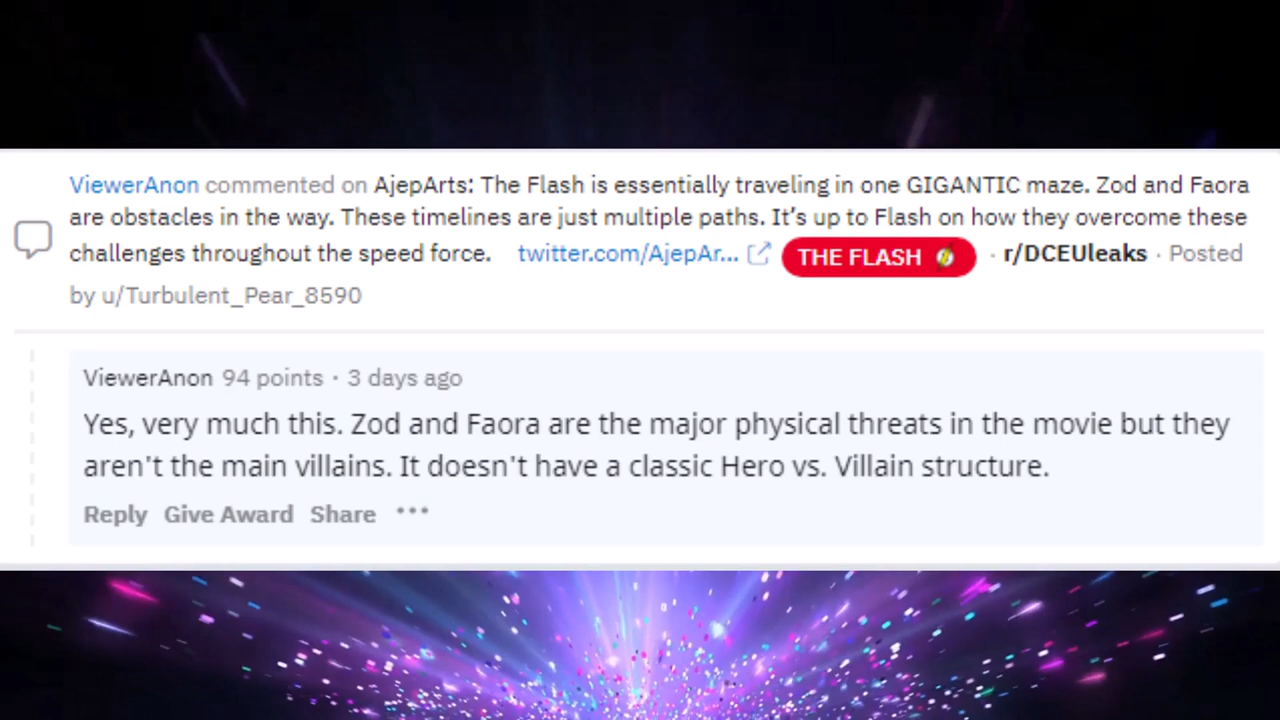 ViewerAnon commented on AjepArts: The Flash is essentially traveling in one GIGANTIC maze. Zod and Faora
are obstacles in the way. These timelines are just multiple paths. It’s up to Flash on how they overcome these
challenges throughout the speed force. twitter.com/AjepAr... THE FLASH · r/DCEUleaks · Posted
by u/Turbulent_Pear_8590
ViewerAnon 94 points · 3 days ago
Yes, very much this. Zod and Faora are the major physical threats in the movie but they
aren't the main villains. It doesn't have a classic Hero vs. Villain structure.
Reply Give Award Share •••